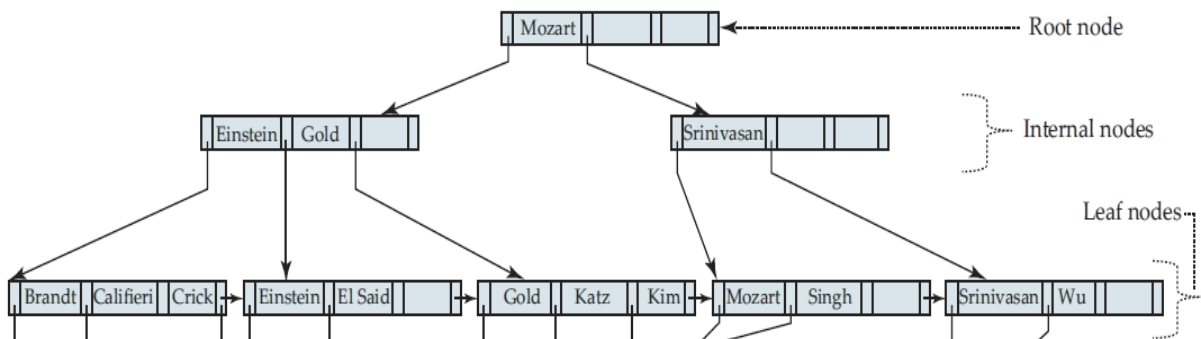 Mozart
Root node
Einstein Gold
Srinivasan
Internal nodes
Leaf nodes
Brandt Califieri Crick Einstein El Said Gold Katz Kim Mozart Singh Srinivasan Wu